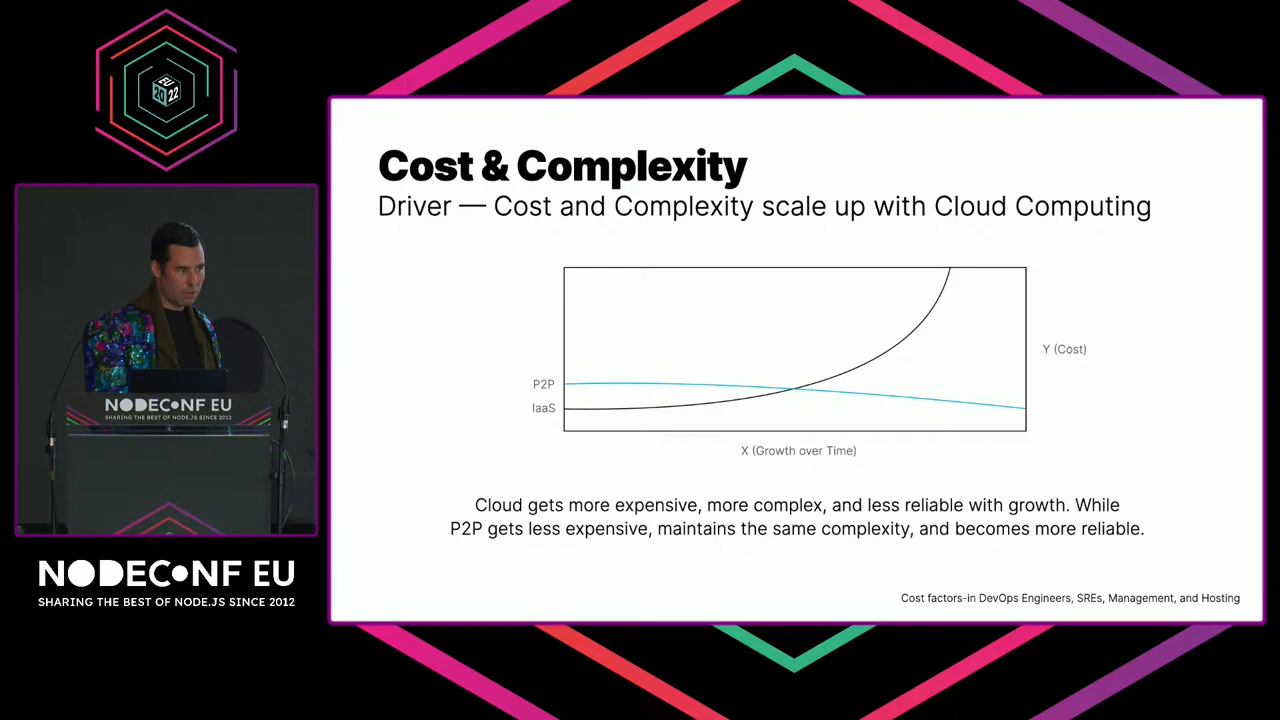 EU
20 22
NODECONF EU
SHARING THE BEST OF NODE.JS SINCE 2012
NODECONF EU
SHARING THE BEST OF NODE.JS SINCE 2012
Cost & Complexity
Driver — Cost and Complexity scale up with Cloud Computing
P2P
IaaS
Y (Cost)
X (Growth over Time)
Cloud gets more expensive, more complex, and less reliable with growth. While
P2P gets less expensive, maintains the same complexity, and becomes more reliable.
Cost factors-in DevOps Engineers, SREs, Management, and Hosting